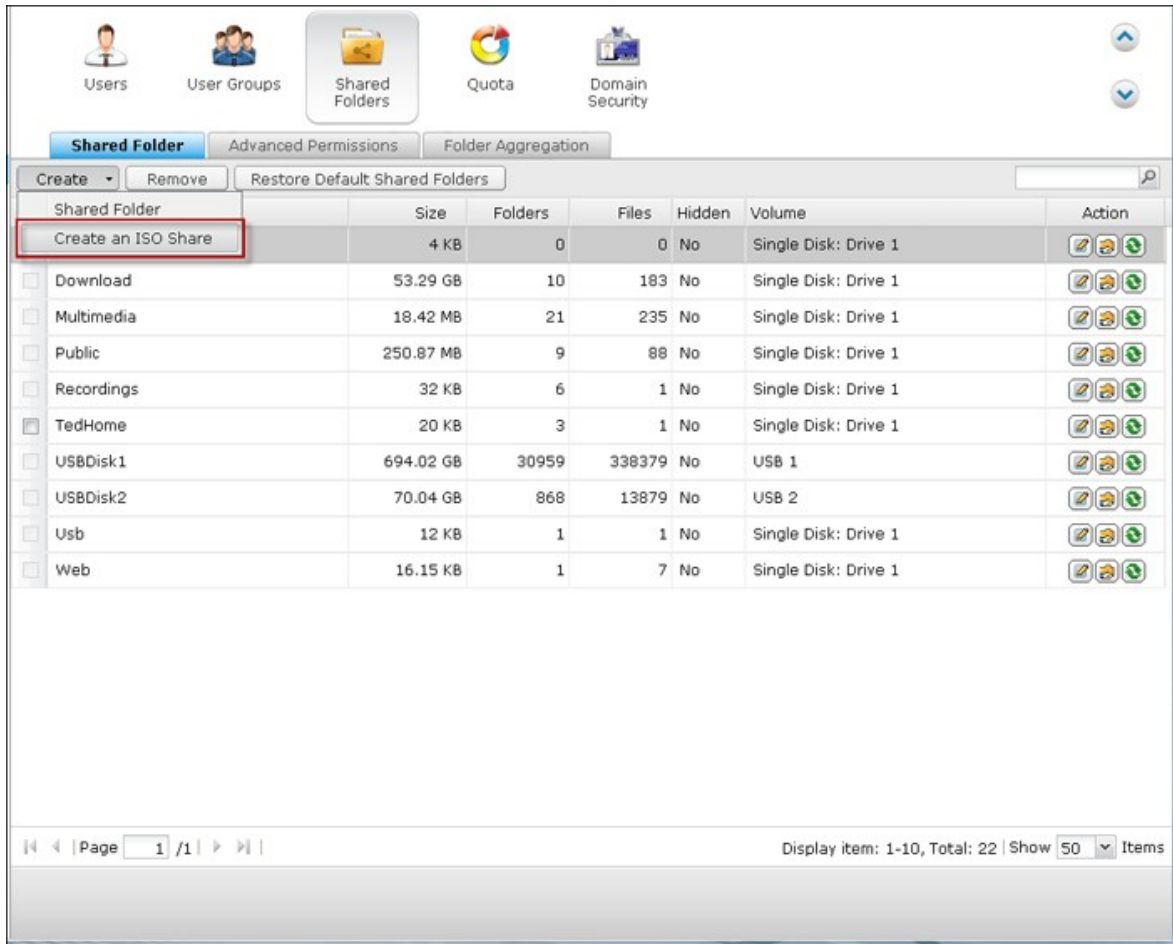 Users User Groups Shared Folders Quota Domain Security
Shared Folder Advanced Permissions Folder Aggregation
Create Remove Restore Default Shared Folders
Shared Folder Size Folders Files Hidden Volume Action
Create an ISO Share 4 KB 0 0 No Single Disk: Drive 1
Download 53.29 GB 10 183 No Single Disk: Drive 1
Multimedia 18.42 MB 21 235 No Single Disk: Drive 1
Public 250.87 MB 9 88 No Single Disk: Drive 1
Recordings 32 KB 6 1 No Single Disk: Drive 1
TedHome 20 KB 3 1 No Single Disk: Drive 1
USBDisk1 694.02 GB 30959 338379 No USB 1
USBDisk2 70.04 GB 868 13879 No USB 2
Usb 12 KB 1 1 No Single Disk: Drive 1
Web 16.15 KB 1 7 No Single Disk: Drive 1
Page 1 /1 Display item: 1-10, Total: 22 Show 50 Items